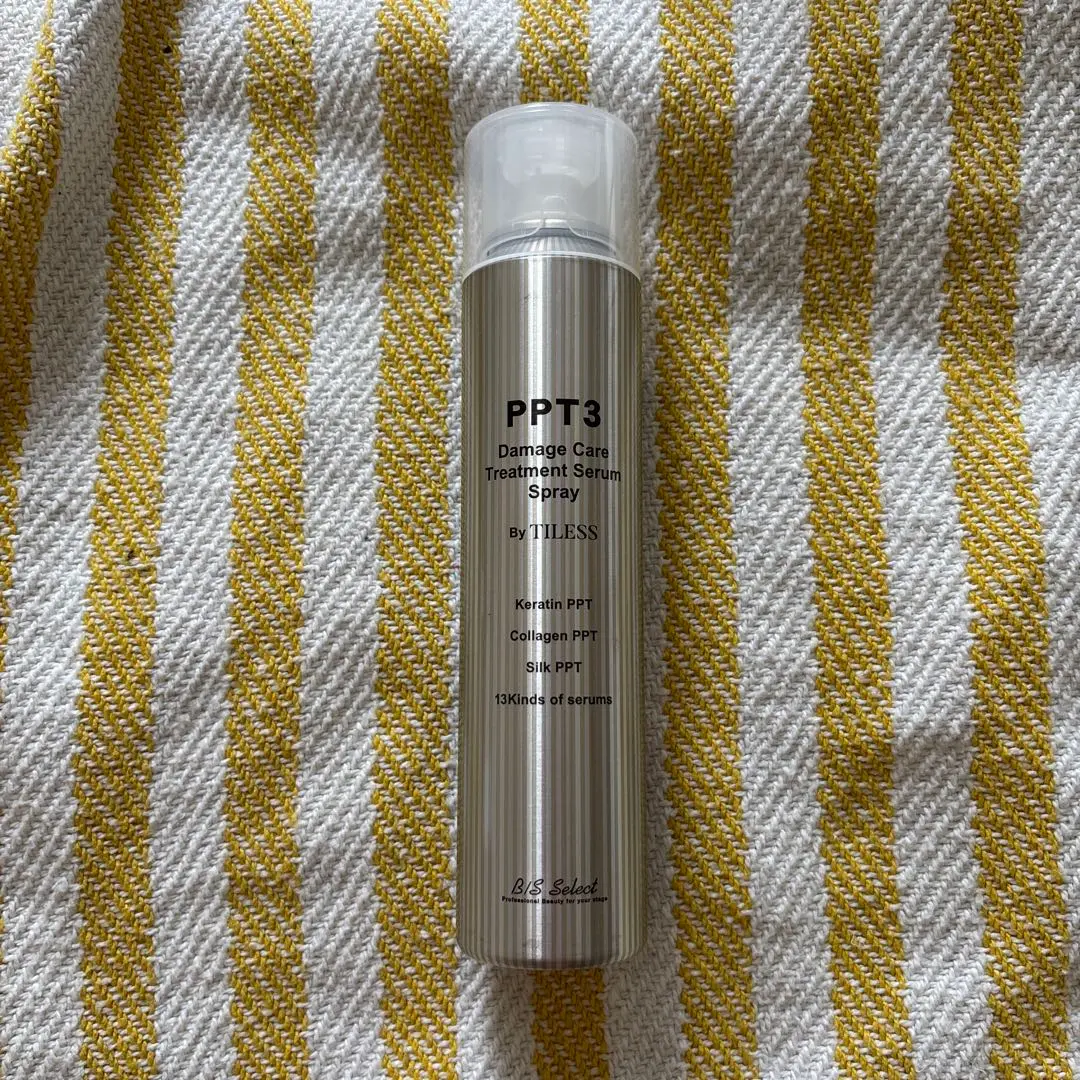 PPT3
Damage Care
Treatment Serum
Spray
By TILESS
Keratin PPT
Collagen PPT
Silk PPT
13Kinds of serums
B/S Select
Professional Beauty for your stage